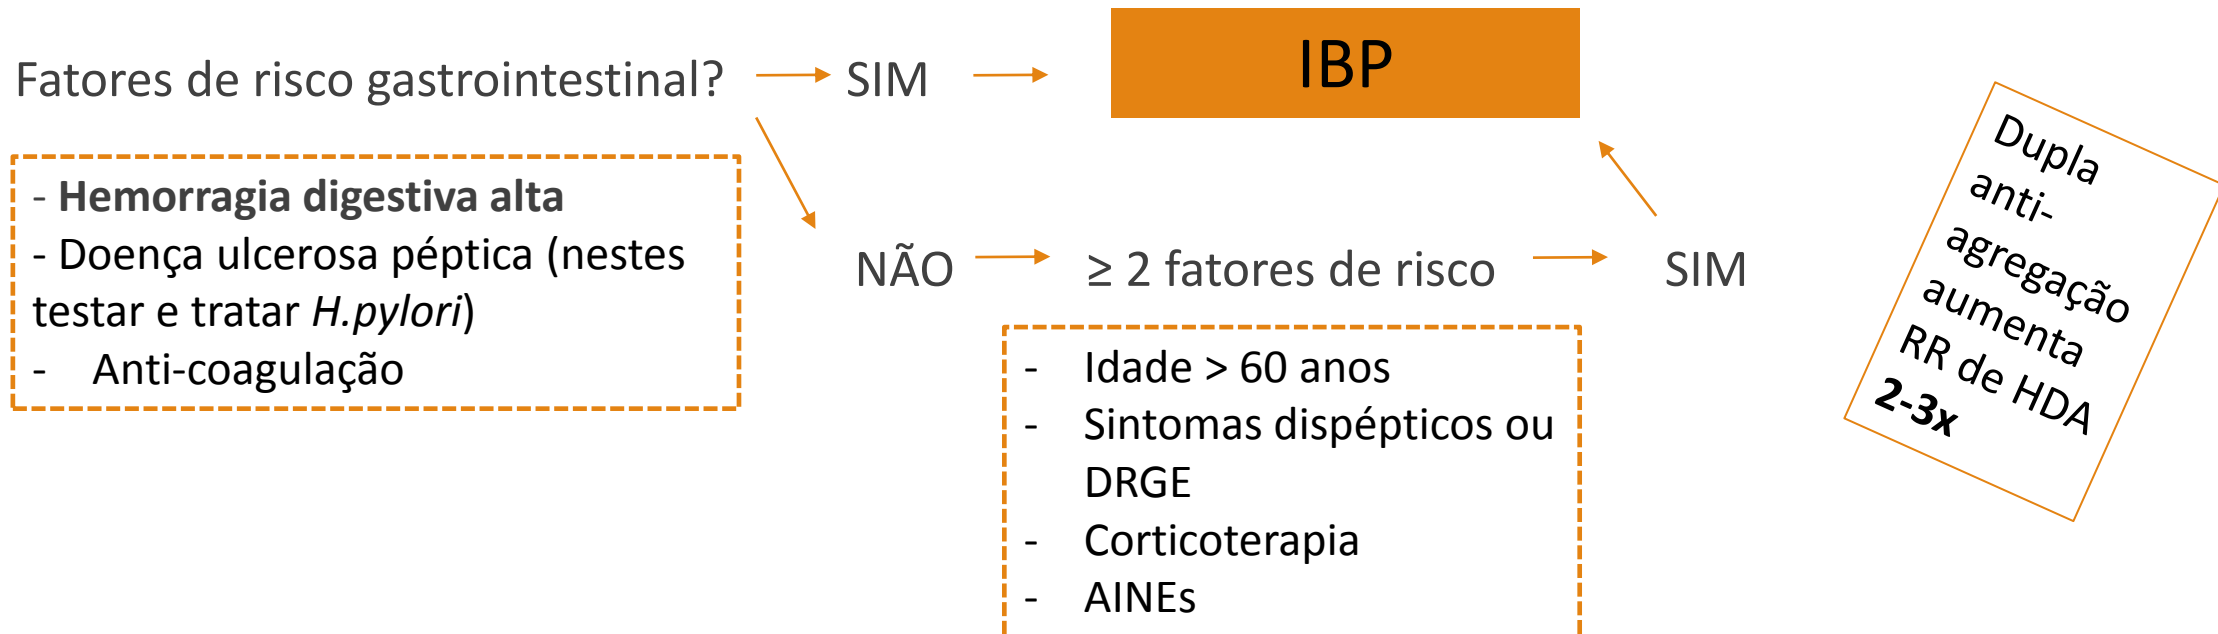 Fatores de risco gastrointestinal?
SIM
IBP
- Hemorragia digestiva alta
- Doença ulcerosa péptica (nestes
testar e tratar H.pylori)
- Anti-coagulação
NÃO
≥ 2 fatores de risco
SIM
- Idade > 60 anos
- Sintomas dispépticos ou
DRGE
- Corticoterapia
- AINEs
Dupla
anti-
agregação
aumenta
RR de HDA
2-3x